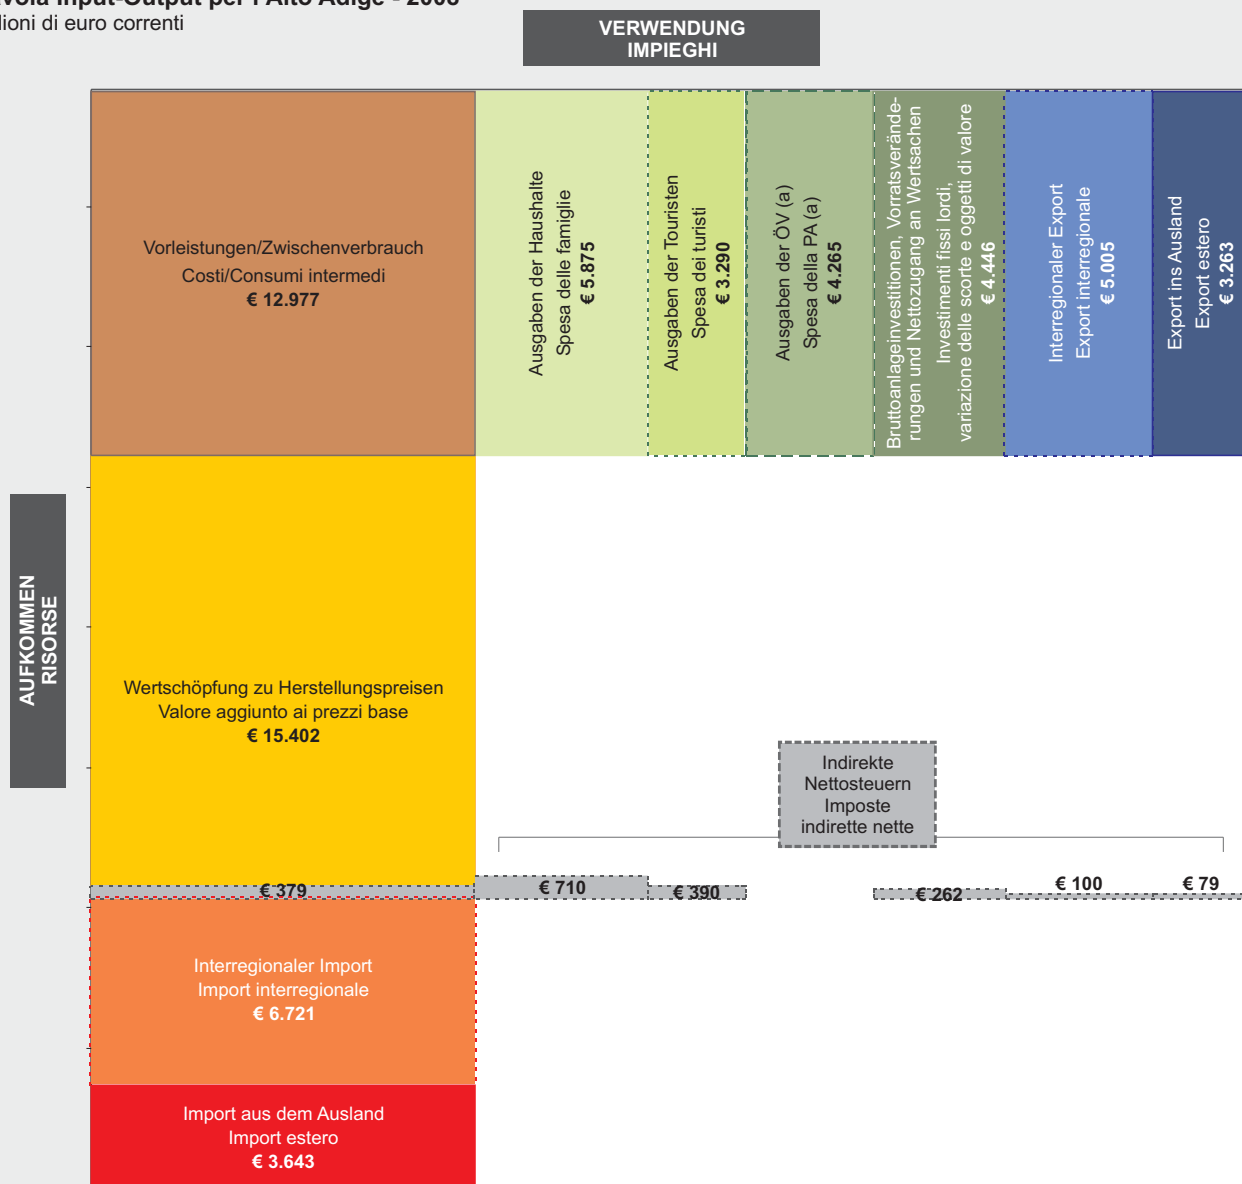 Input-Output per l'Alto Adige -
di euro correnti
VERWENDUNG
IMPIEGHI
Vorleistungen/Zwischenverbrauch
Costi/Consumi intermedi
€ 12.977
Ausgaben der Haushalte
Spesa delle famiglie
€ 5.875
Ausgaben der Touristen
Spesa dei turisti
€ 3.290
Ausgaben der ÖV (a)
Spesa della PA (a)
€ 4.265
Bruttoanlageinvestitionen, Vorratsverände-
rungen und Nettozugang an Wertsachen
Investimenti fissi lordi,
variazione delle scorte e oggetti di valore
€ 4.446
Interregionaler Export
Export interregionale
€ 5.005
Export ins Ausland
Export estero
€ 3.263
AUFKOMMEN
RISORSE
Wertschöpfung zu Herstellungspreisen
Valore aggiunto ai prezzi base
€ 15.402
Indirekte
Nettosteuern
Imposte
indirette nette
€ 379
€ 710
€ 390
€ 262
€ 100
€ 79
Interregionaler Import
Import interregionale
€ 6.721
Import aus dem Ausland
Import estero
€ 3.643